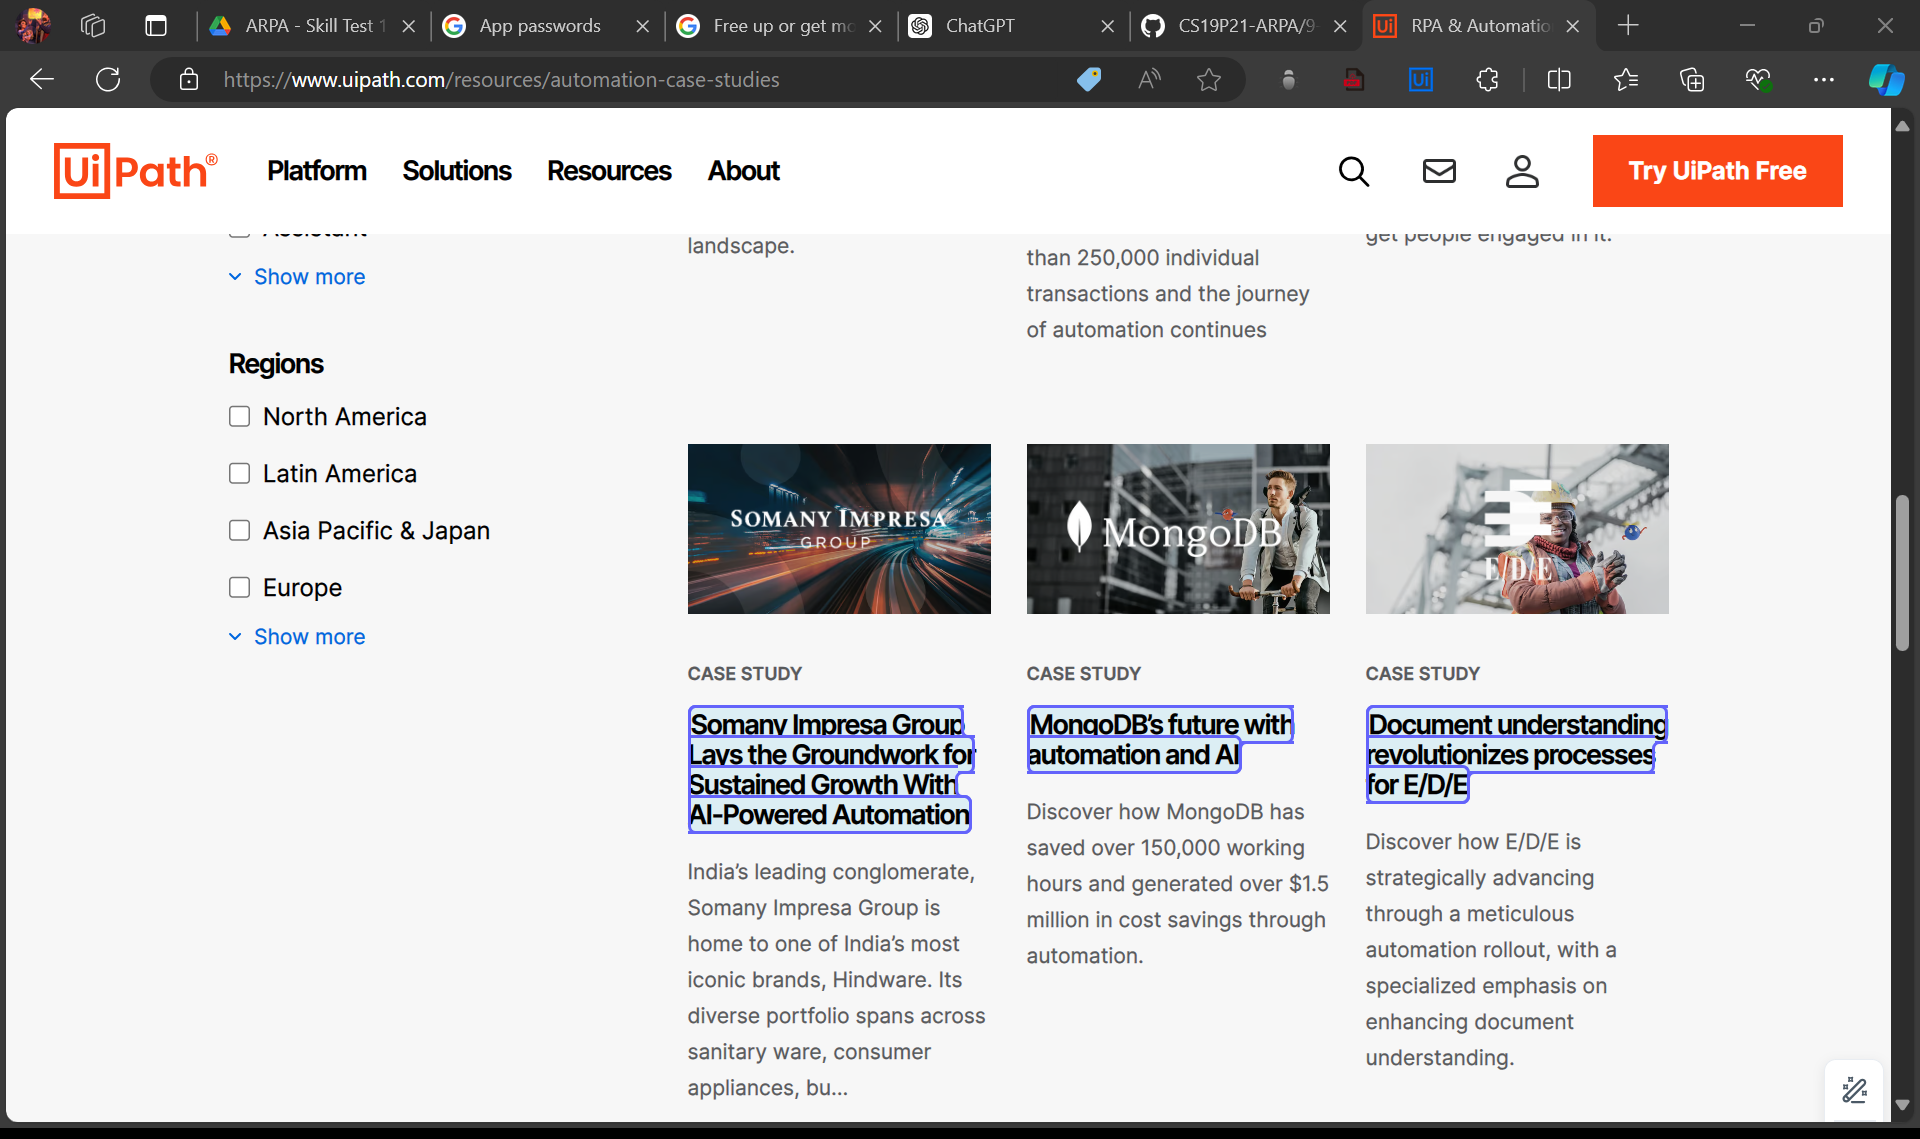 ARPA - Skill Test 1
App passwords
Free up or get mo
ChatGPT
CS19P21-ARPA/9
RPA & Automatio
https://www.uipath.com/resources/automation-case-studies
UiPath®
Platform
Solutions
Resources
About
Try UiPath Free
Assistant
Show more
Regions
North America
Latin America
Asia Pacific & Japan
Europe
Show more
landscape.
than 250,000 individual
transactions and the journey
of automation continues
get people engaged in it.
SOMANY IMPRESA
GROUP
CASE STUDY
Somany Impresa Group
Lays the Groundwork for
Sustained Growth With
AI-Powered Automation
India’s leading conglomerate,
Somany Impresa Group is
home to one of India’s most
iconic brands, Hindware. Its
diverse portfolio spans across
sanitary ware, consumer
appliances, bu...
MongoDB
CASE STUDY
MongoDB’s future with
automation and AI
Discover how MongoDB has
saved over 150,000 working
hours and generated over $1.5
million in cost savings through
automation.
E/D/E
CASE STUDY
Document understanding
revolutionizes processes
for E/D/E
Discover how E/D/E is
strategically advancing
through a meticulous
automation rollout, with a
specialized emphasis on
enhancing document
understanding.